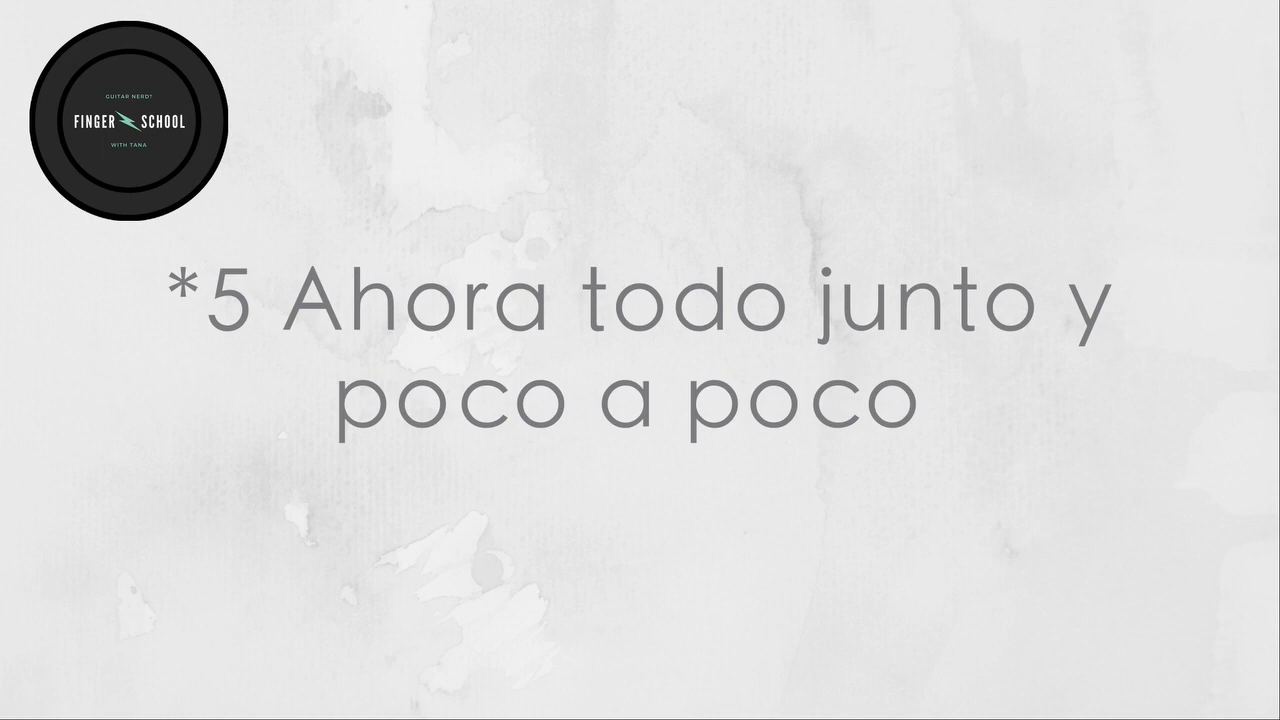 GUITAR NERD?
FINGER SCHOOL
WITH TANA
*5 Ahora todo junto y
poco a poco